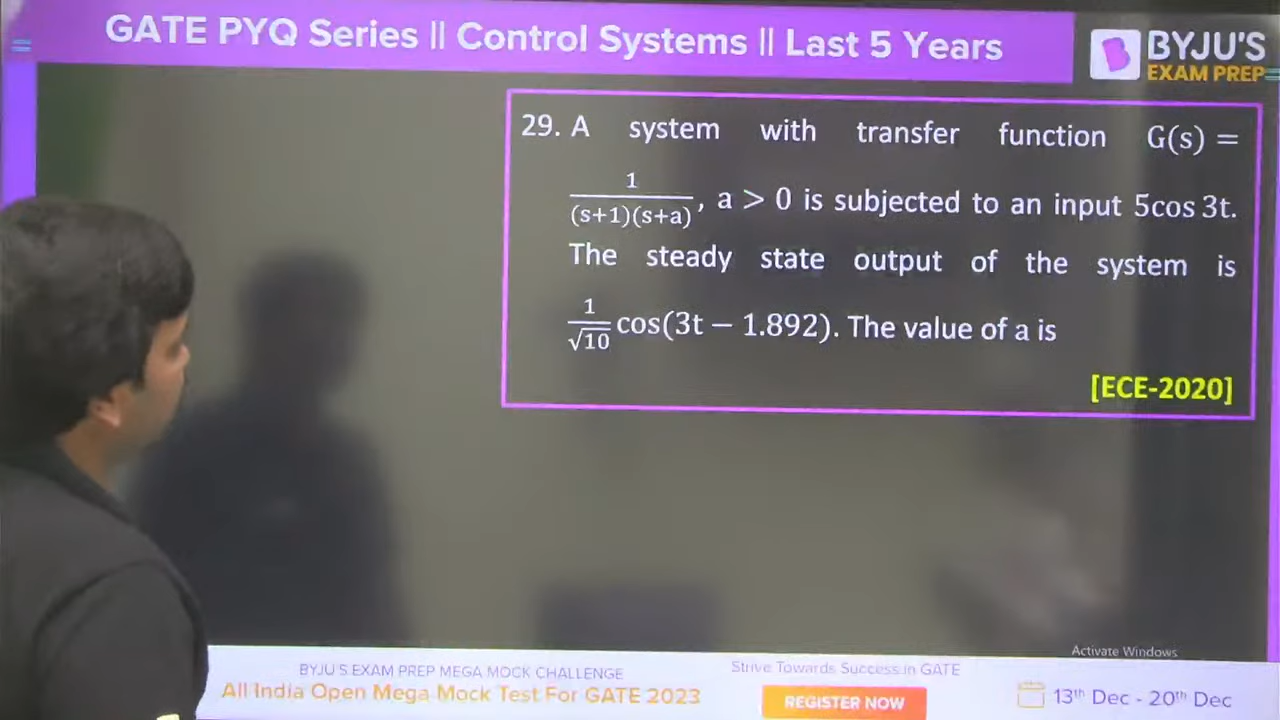 GATE PYQ Series || Control Systems || Last 5 Years
BYJU'S
EXAM PREP
29. A system with transfer function G(s) =
1/((s+1)(s+a)), a > 0 is subjected to an input 5cos 3t.
The steady state output of the system is
1/√10 cos(3t − 1.892). The value of a is
[ECE-2020]
Activate Windows
BYJU'S EXAM PREP MEGA MOCK CHALLENGE
All India Open Mega Mock Test For GATE 2023
Strive Towards Success in GATE
REGISTER NOW
13th Dec - 20th Dec